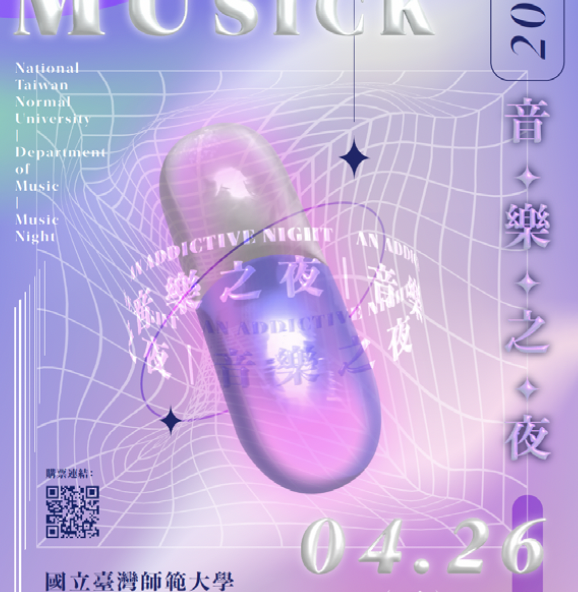 MUSICK
20
National
Taiwan
Normal
University
|
Department
of
Music
|
Music
Night
音樂之夜
AN ADDICTIVE NIGHT
AN ADDI
音樂之夜
音樂
AN ADDICTIV
音樂之
夜
夜
購票連結：
04.26
國立臺灣師範大學